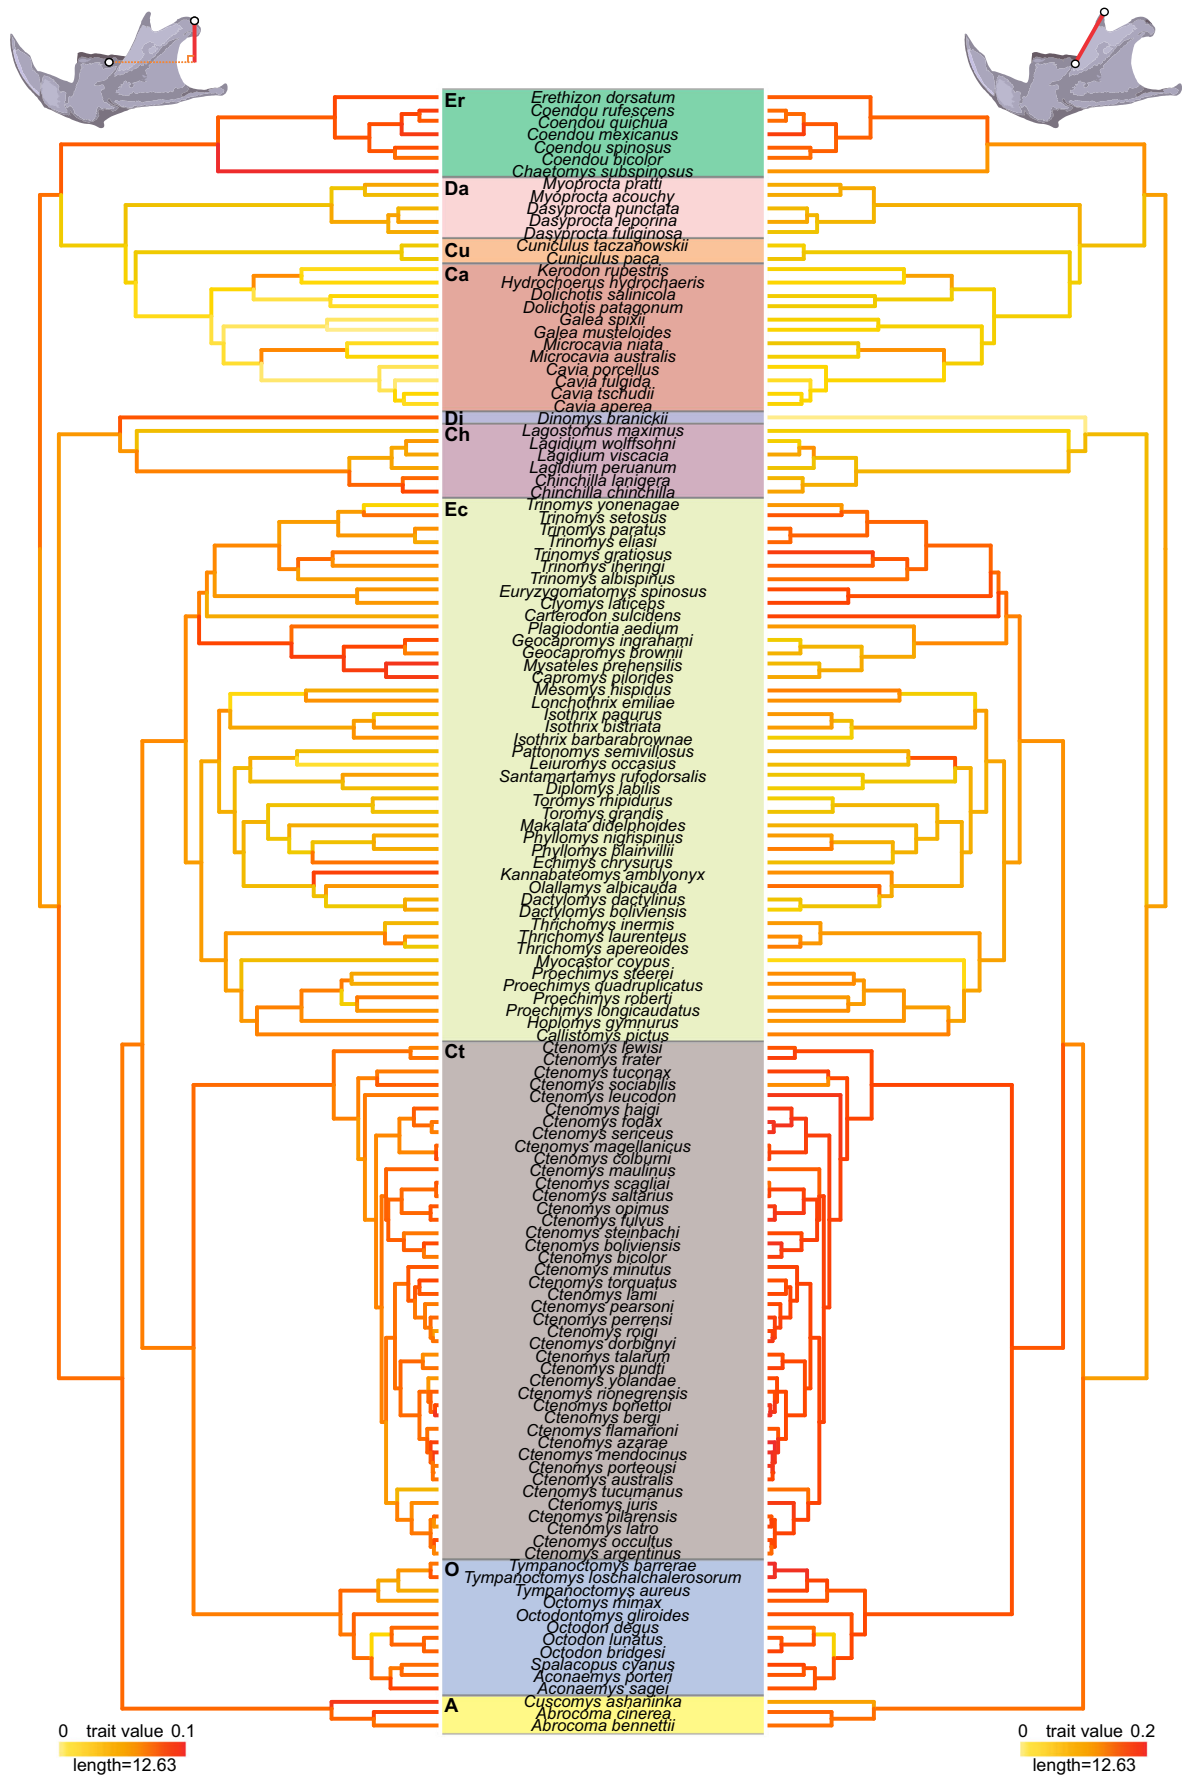 Er
Erethizon dorsatum
Coendou rufescens
Coendou quichua
Coendou mexicanus
Coendou spinosus
Coendou bicolor
Chaetomys subspinosus
Da
Myoprocta pratti
Myoprocta acouchy
Dasyprocta punctata
Dasyprocta leporina
Dasyprocta fuliginosa
Cu
Cuniculus taczanowskii
Cuniculus paca
Ca
Kerodon rupestris
Hydrochoerus hydrochaeris
Dolichotis salinicola
Dolichotis patagonum
Galea spixii
Galea musteloides
Microcavia niata
Microcavia australis
Cavia porcellus
Cavia fulgida
Cavia tschudii
Cavia aperea
Di
Dinomys branickii
Ch
Lagostomus maximus
Lagidium wolffsohni
Lagidium viscacia
Lagidium peruanum
Chinchilla lanigera
Chinchilla chinchilla
Ec
Trinomys yonenagae
Trinomys setosus
Trinomys paratus
Trinomys eliasi
Trinomys gratiosus
Trinomys iheringi
Trinomys albispinus
Euryzygomatomys spinosus
Clyomys laticeps
Carterodon sulcidens
Plagiodontia aedium
Geocapromys ingrahami
Geocapromys brownii
Mysateles prehensilis
Capromys pilorides
Mesomys hispidus
Lonchothrix emiliae
Isothrix pagurus
Isothrix bistriata
Isothrix barbarabrownae
Pattonomys semivillosus
Leiuromys occasius
Santamartamys rufodorsalis
Diplomys labilis
Toromys rhipidurus
Toromys grandis
Makalata didelphoides
Phyllomys nigrispinus
Phyllomys blainvillii
Echimys chrysurus
Kannabateomys amblyonyx
Olallamys albicauda
Dactylomys dactylinus
Dactylomys boliviensis
Thrichomys inermis
Thrichomys laurenteus
Thrichomys apereoides
Myocastor coypus
Proechimys steerei
Proechimys quadruplicatus
Proechimys roberti
Proechimys longicaudatus
Hoplomys gymnurus
Callistomys pictus
Ct
Ctenomys lewisi
Ctenomys frater
Ctenomys tuconax
Ctenomys sociabilis
Ctenomys leucodon
Ctenomys haigi
Ctenomys fodax
Ctenomys sericeus
Ctenomys magellanicus
Ctenomys colburni
Ctenomys maulinus
Ctenomys scagliai
Ctenomys saltarius
Ctenomys opimus
Ctenomys fulvus
Ctenomys steinbachi
Ctenomys boliviensis
Ctenomys bicolor
Ctenomys minutus
Ctenomys torquatus
Ctenomys lami
Ctenomys pearsoni
Ctenomys perrensi
Ctenomys roigi
Ctenomys dorbignyi
Ctenomys talarum
Ctenomys pundti
Ctenomys yolandae
Ctenomys rionegrensis
Ctenomys bonettoi
Ctenomys bergi
Ctenomys flamarioni
Ctenomys azarae
Ctenomys mendocinus
Ctenomys porteousi
Ctenomys australis
Ctenomys tucumanus
Ctenomys juris
Ctenomys pilarensis
Ctenomys latro
Ctenomys occultus
Ctenomys argentinus
O
Tympanoctomys barrerae
Tympanoctomys loschalchalerosorum
Tympanoctomys aureus
Octomys mimax
Octodontomys gliroides
Octodon degus
Octodon lunatus
Octodon bridgesi
Spalacopus cyanus
Aconaemys porteri
Aconaemys sagei
A
Cuscomys ashaninka
Abrocoma cinerea
Abrocoma bennettii
0 trait value 0.1
length=12.63
0 trait value 0.2
length=12.63